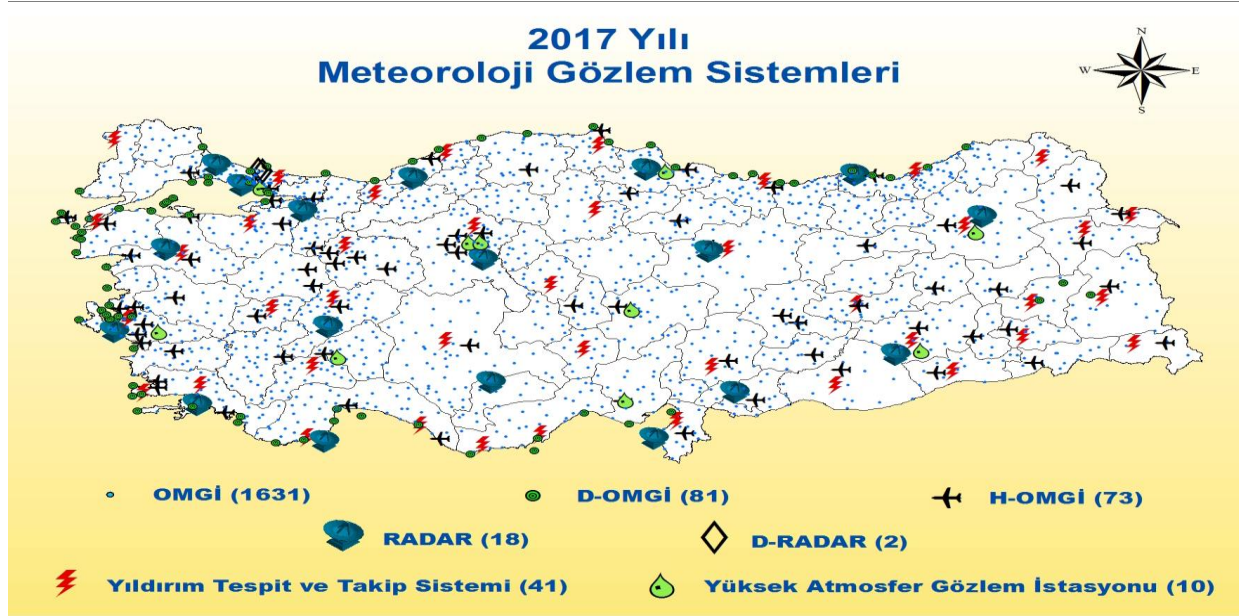 2017 Yılı
Meteoroloji Gözlem Sistemleri
N
W E
S
OMGİ (1631) D-OMGİ (81) H-OMGİ (73)
RADAR (18) D-RADAR (2)
Yıldırım Tespit ve Takip Sistemi (41) Yüksek Atmosfer Gözlem İstasyonu (10)